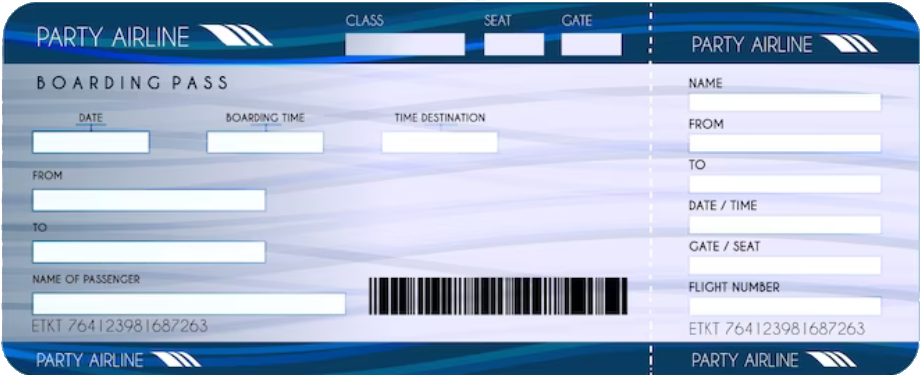 PARTY AIRLINE
CLASS SEAT GATE
BOARDING PASS
DATE BOARDING TIME TIME DESTINATION
FROM
TO
NAME OF PASSENGER
ETKT 764123981687263
PARTY AIRLINE
PARTY AIRLINE
NAME
FROM
TO
DATE / TIME
GATE / SEAT
FLIGHT NUMBER
ETKT 764123981687263
PARTY AIRLINE